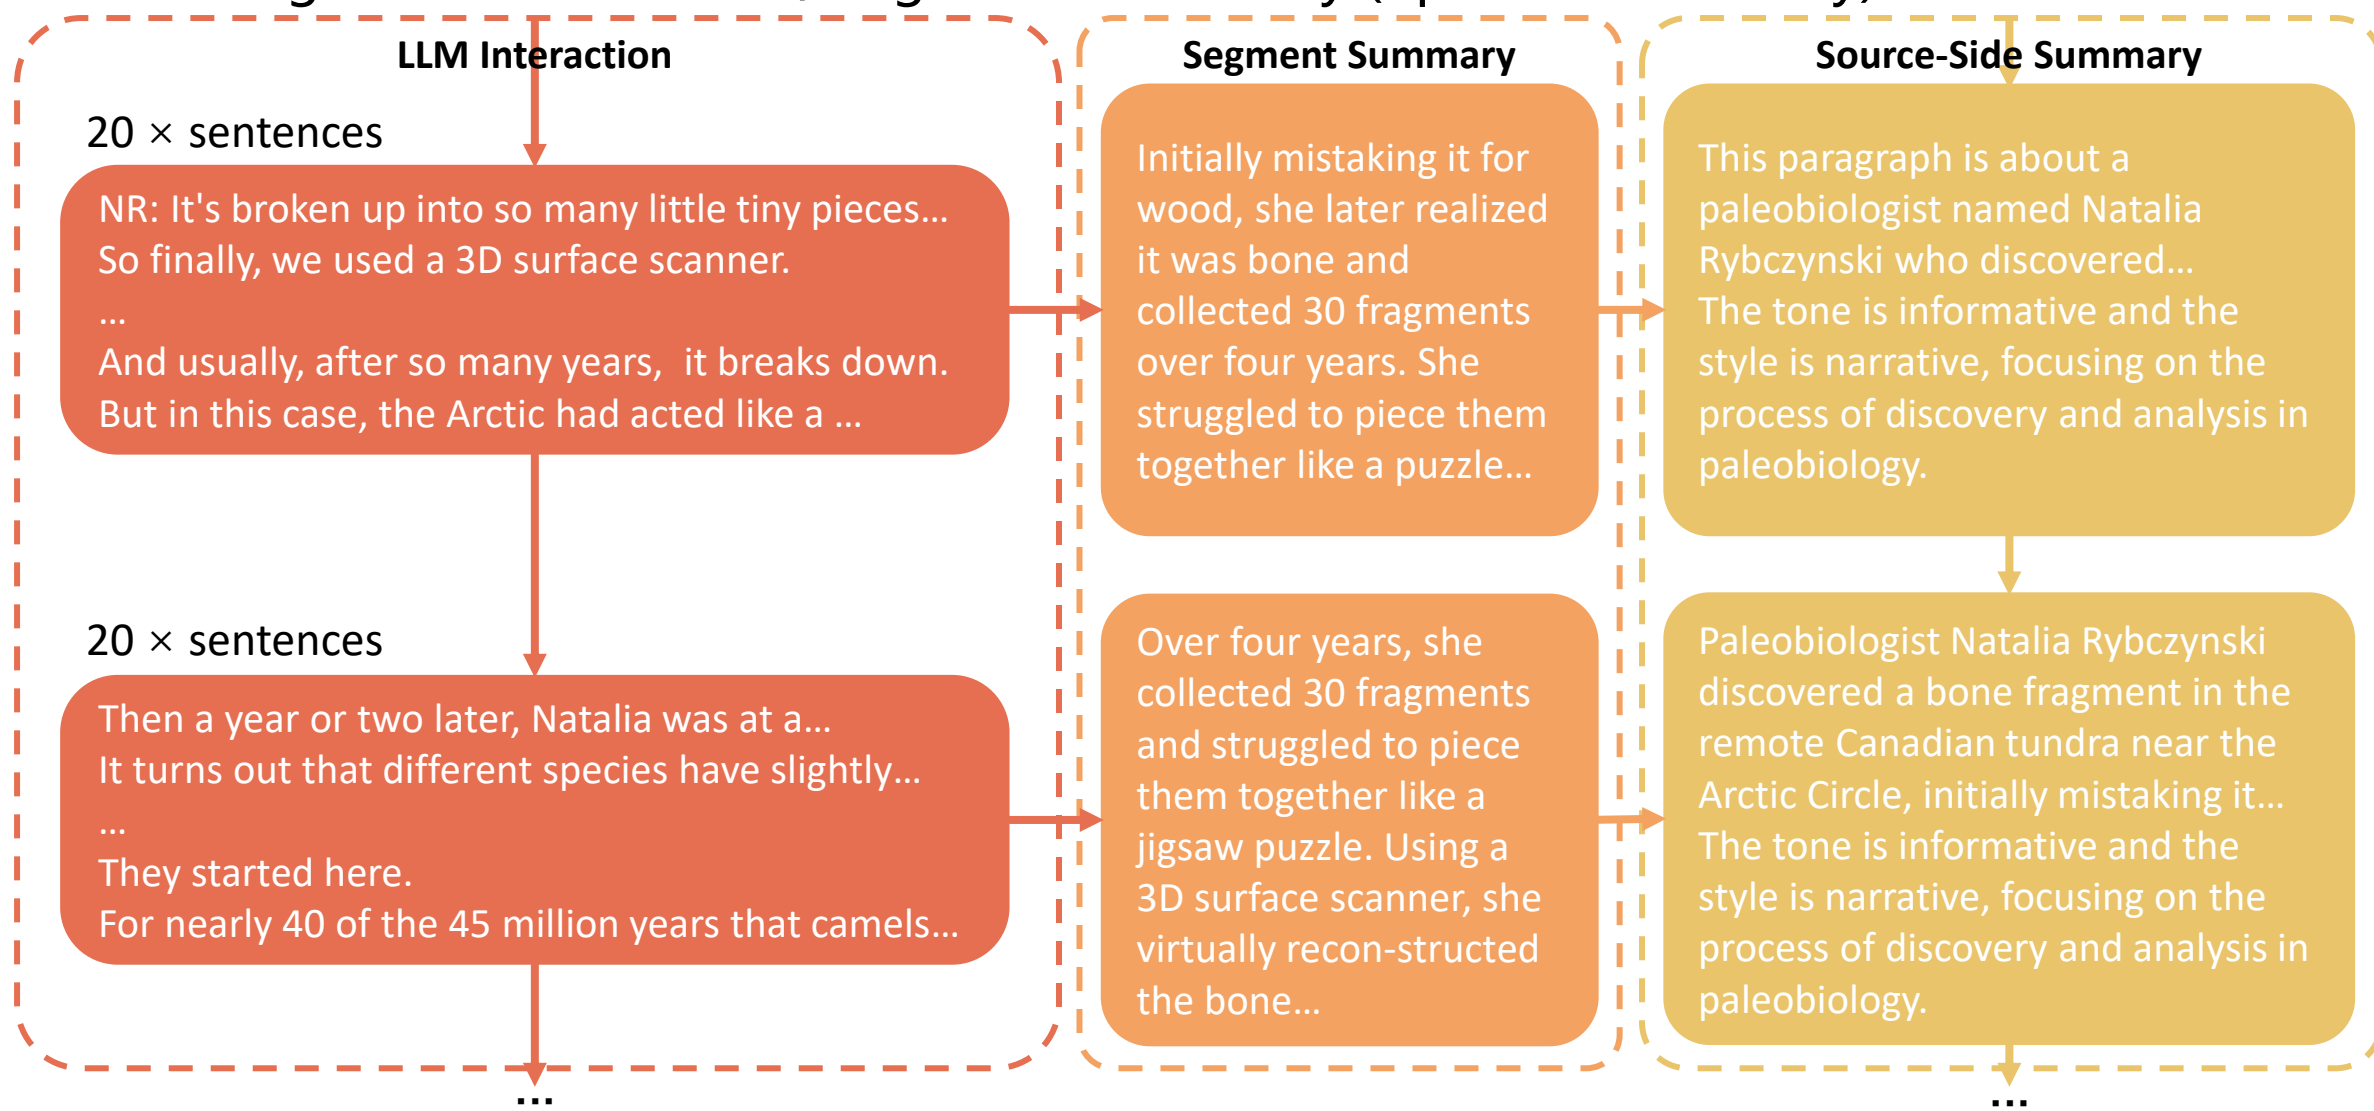 LLM Interaction
20 × sentences
NR: It's broken up into so many little tiny pieces...
So finally, we used a 3D surface scanner.
...
And usually, after so many years, it breaks down.
But in this case, the Arctic had acted like a ...
20 × sentences
Then a year or two later, Natalia was at a...
It turns out that different species have slightly...
...
They started here.
For nearly 40 of the 45 million years that camels...
...
Segment Summary
Initially mistaking it for
wood, she later realized
it was bone and
collected 30 fragments
over four years. She
struggled to piece them
together like a puzzle...
Over four years, she
collected 30 fragments
and struggled to piece
them together like a
jigsaw puzzle. Using a
3D surface scanner, she
virtually recon-structed
the bone...
Source-Side Summary
This paragraph is about a
paleobiologist named Natalia
Rybczynski who discovered...
The tone is informative and the
style is narrative, focusing on the
process of discovery and analysis in
paleobiology.
Paleobiologist Natalia Rybczynski
discovered a bone fragment in the
remote Canadian tundra near the
Arctic Circle, initially mistaking it...
The tone is informative and the
style is narrative, focusing on the
process of discovery and analysis in
paleobiology.
...